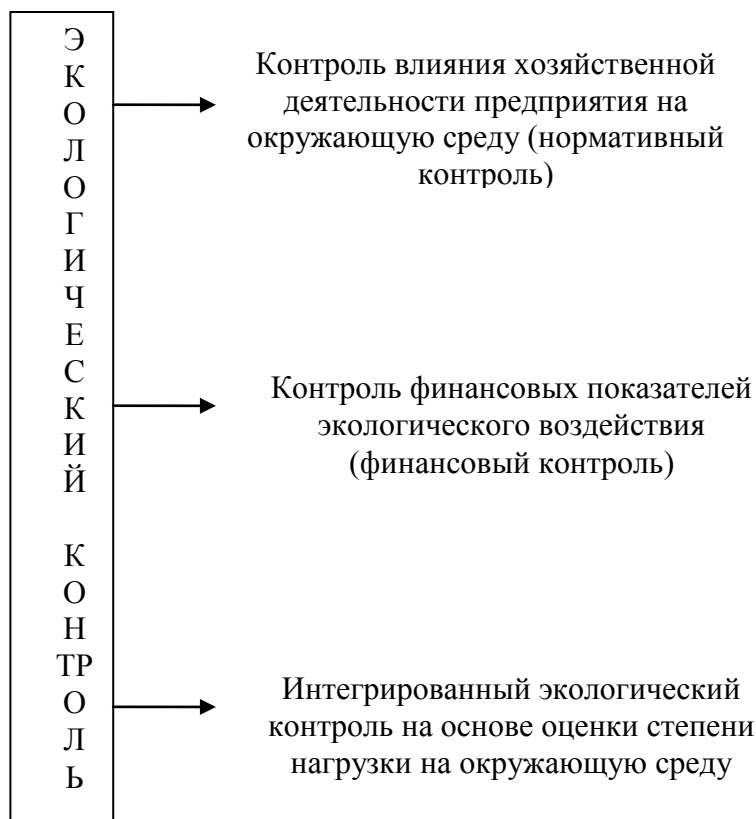 Э
К
О
Л
О
Г
И
Ч
Е
С
К
И
Й
К
О
Н
ТР
О
Л
Ь
Контроль влияния хозяйственной
деятельности предприятия на
окружающую среду (нормативный
контроль)
Контроль финансовых показателей
экологического воздействия
(финансовый контроль)
Интегрированный экологический
контроль на основе оценки степени
нагрузки на окружающую среду